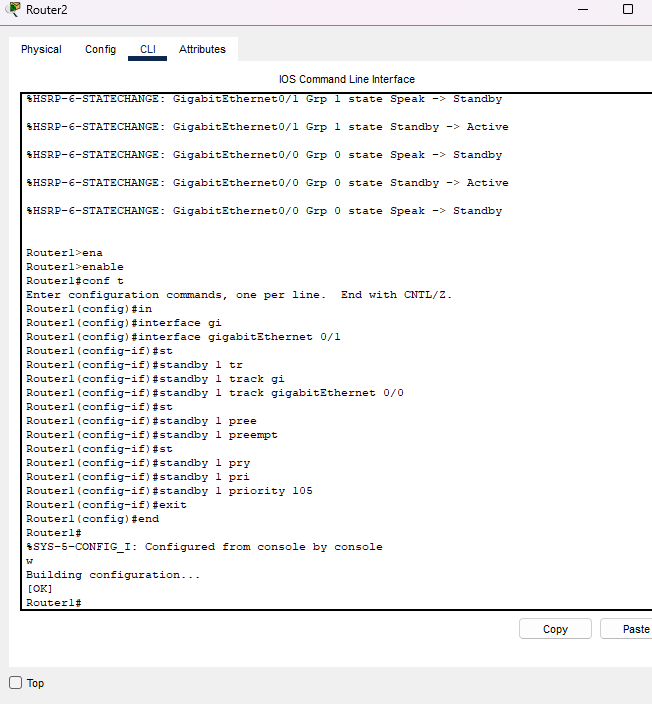 Router2
Physical Config CLI Attributes
IOS Command Line Interface
%HSRP-6-STATECHANGE: GigabitEthernet0/1 Grp 1 state Speak -> Standby
%HSRP-6-STATECHANGE: GigabitEthernet0/1 Grp 1 state Standby -> Active
%HSRP-6-STATECHANGE: GigabitEthernet0/0 Grp 0 state Speak -> Standby
%HSRP-6-STATECHANGE: GigabitEthernet0/0 Grp 0 state Standby -> Active
%HSRP-6-STATECHANGE: GigabitEthernet0/0 Grp 0 state Speak -> Standby
Router1>ena
Router1>enable
Router1#conf t
Enter configuration commands, one per line.  End with CNTL/Z.
Router1(config)#in
Router1(config)#interface gi
Router1(config)#interface gigabitEthernet 0/1
Router1(config-if)#st
Router1(config-if)#standby 1 tr
Router1(config-if)#standby 1 track gi
Router1(config-if)#standby 1 track gigabitEthernet 0/0
Router1(config-if)#st
Router1(config-if)#standby 1 pree
Router1(config-if)#standby 1 preempt
Router1(config-if)#st
Router1(config-if)#standby 1 pry
Router1(config-if)#standby 1 pri
Router1(config-if)#standby 1 priority 105
Router1(config-if)#exit
Router1(config)#end
Router1#
%SYS-5-CONFIG_I: Configured from console by console
w
Building configuration...
[OK]
Router1#
Copy Paste
Top